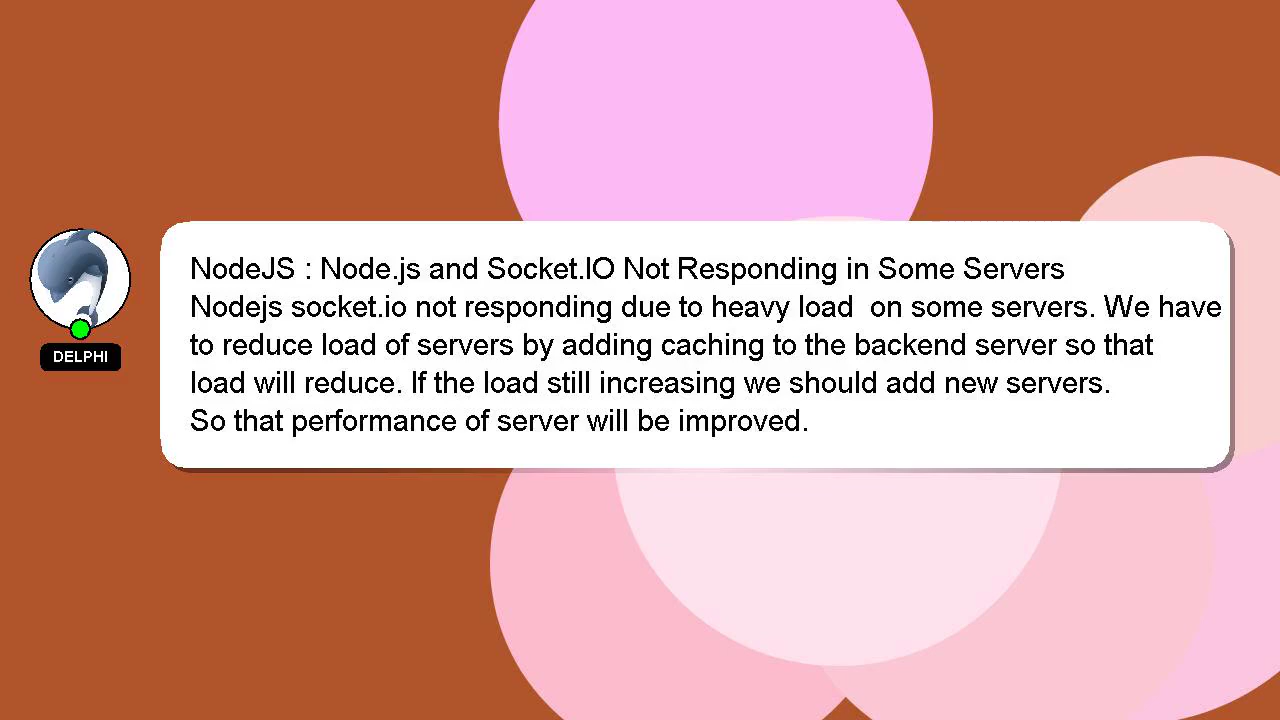 NodeJS : Node.js and Socket.IO Not Responding in Some Servers
Nodejs socket.io not responding due to heavy load  on some servers. We have
to reduce load of servers by adding caching to the backend server so that
load will reduce. If the load still increasing we should add new servers.
So that performance of server will be improved.
DELPHI